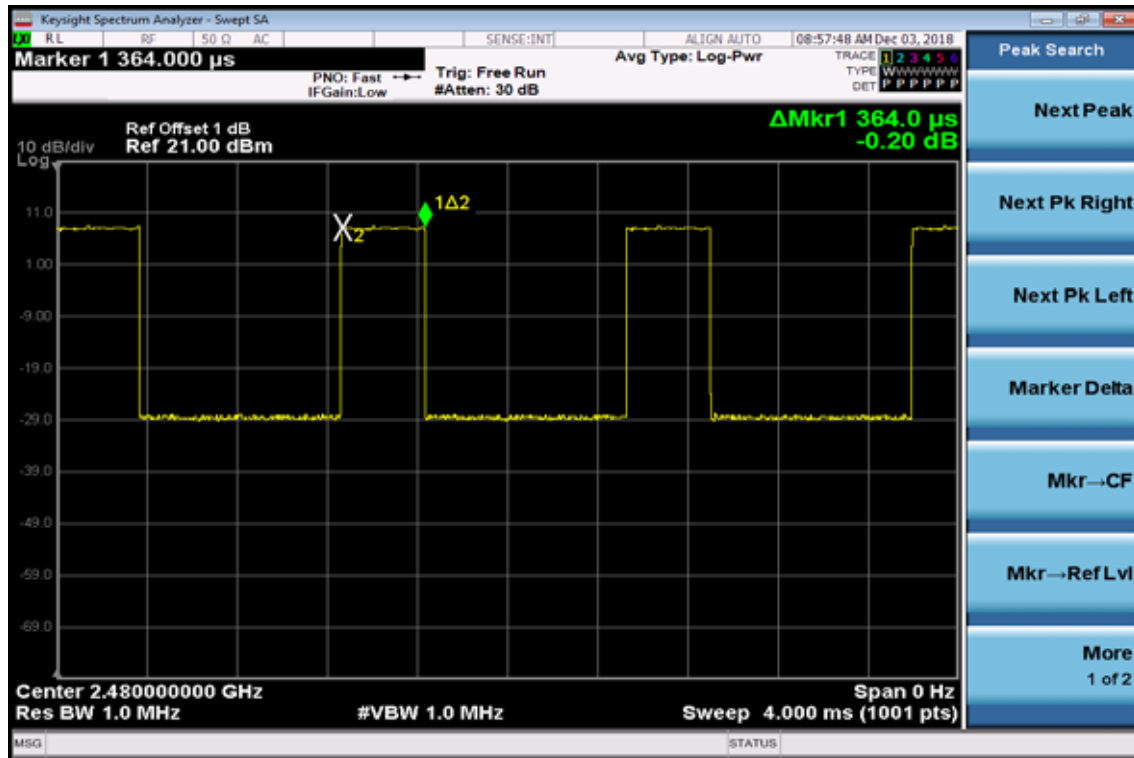 Keysight Spectrum Analyzer - Swept SA
LXI RL RF 50 Ω AC SENSE:INT ALIGN AUTO 08:57:48 AM Dec 03, 2018
Marker 1 364.000 μs
PNO: Fast
IFGain:Low
Trig: Free Run
#Atten: 30 dB
Avg Type: Log-Pwr
TRACE 1 2 3 4 5 6
TYPE WWWWWW
DET P P P P P P
Peak Search
Next Peak
Next Pk Right
Next Pk Left
Marker Delta
Mkr→CF
Mkr→Ref Lvl
More
1 of 2
ΔMkr1 364.0 μs
-0.20 dB
Ref Offset 1 dB
10 dB/div Ref 21.00 dBm
Log
11.0
1.00
-9.00
-19.0
-29.0
-39.0
-49.0
-59.0
-69.0
X2
1Δ2
Center 2.480000000 GHz Span 0 Hz
Res BW 1.0 MHz #VBW 1.0 MHz Sweep 4.000 ms (1001 pts)
MSG STATUS